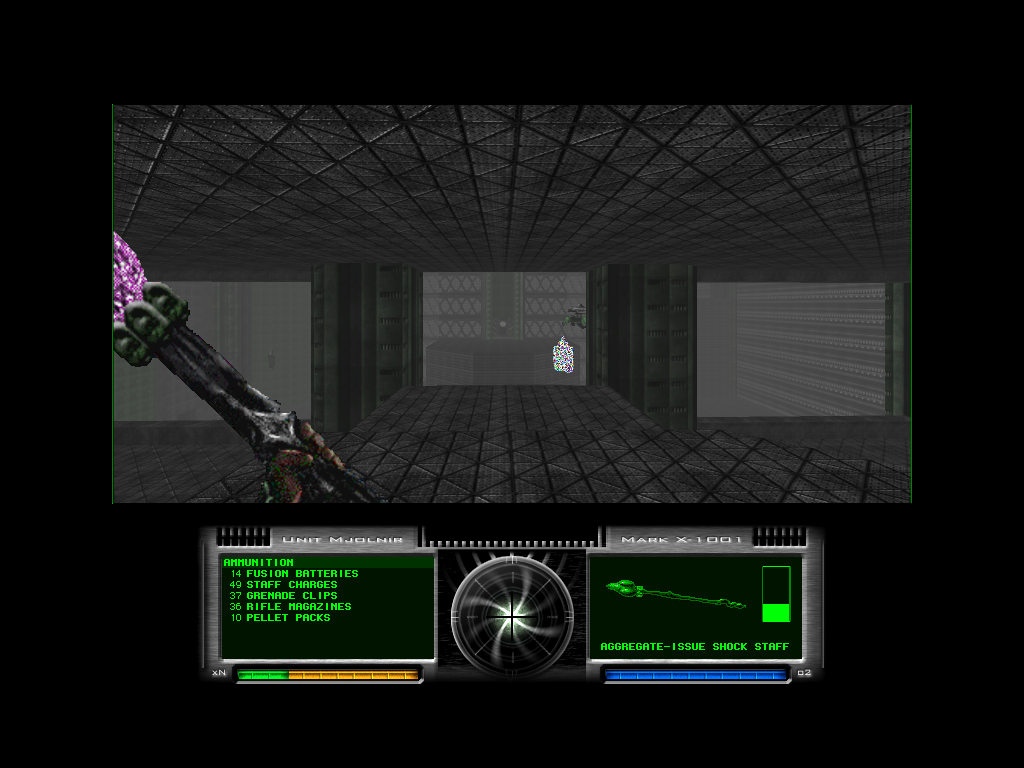 Unit Mjolnir
Mark X-1001
AMMUNITION
14 FUSION BATTERIES
49 STAFF CHARGES
37 GRENADE CLIPS
36 RIFLE MAGAZINES
10 PELLET PACKS
AGGREGATE-ISSUE SHOCK STAFF
xN
o2